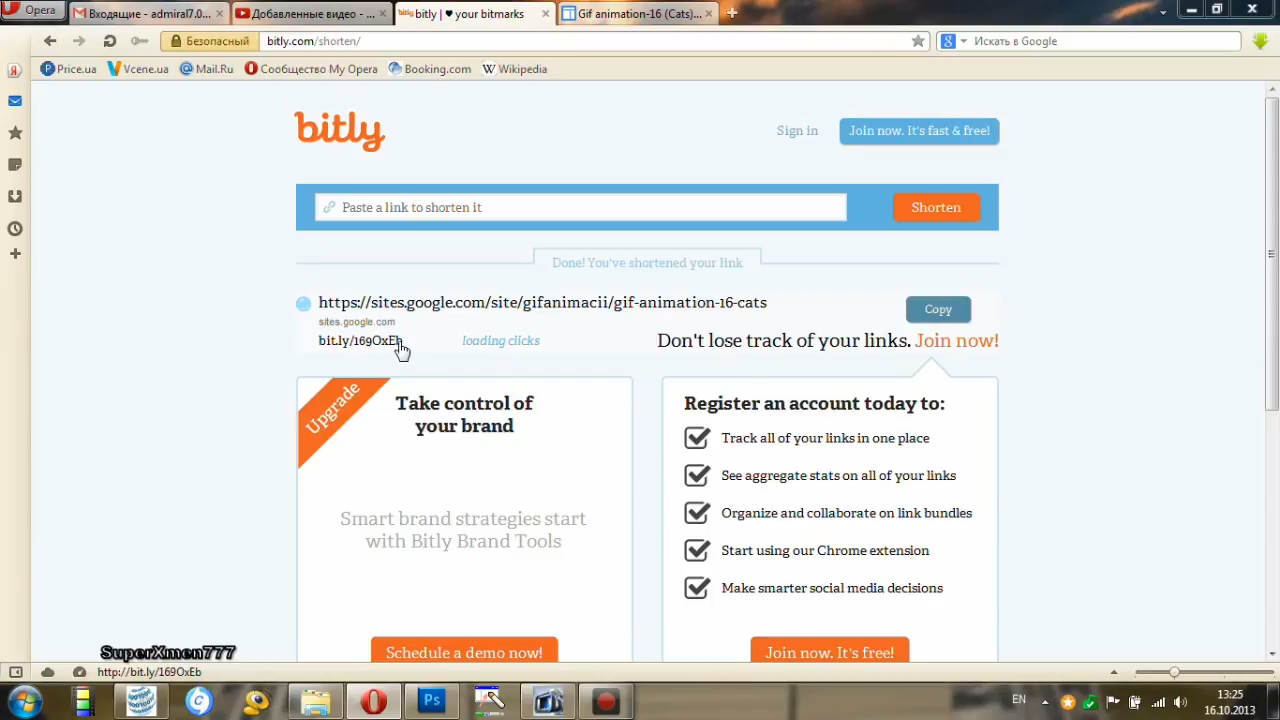 Opera
Входящие - admiral7.0...
Добавленные видео - ...
bitly | ♥ your bitmarks
Gif animation-16 (Cats)...
Безопасный
bitly.com/shorten/
Искать в Google
Price.ua
Vcene.ua
Mail.Ru
Сообщество My Opera
Booking.com
Wikipedia
bitly
Sign in
Join now. It's fast & free!
Paste a link to shorten it
Shorten
Done! You've shortened your link
https://sites.google.com/site/gifanimacii/gif-animation-16-cats
Copy
sites.google.com
bit.ly/169OxEb
loading clicks
Don't lose track of your links. Join now!
Upgrade
Take control of
your brand
Smart brand strategies start
with Bitly Brand Tools
Schedule a demo now!
Register an account today to:
Track all of your links in one place
See aggregate stats on all of your links
Organize and collaborate on link bundles
Start using our Chrome extension
Make smarter social media decisions
Join now. It's free!
SuperXmen777
http://bit.ly/169OxEb
Ps
EN
13:25
16.10.2013